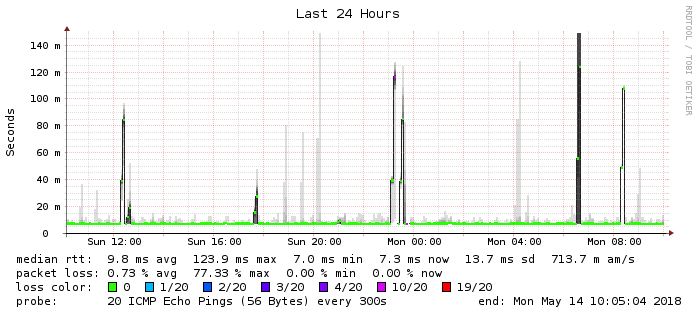 Last 24 Hours
RRDTOOL / TOBI OETIKER
Seconds
140 m
120 m
100 m
80 m
60 m
40 m
20 m
0
Sun 12:00 Sun 16:00 Sun 20:00 Mon 00:00 Mon 04:00 Mon 08:00
median rtt: 9.8 ms avg 123.9 ms max 7.0 ms min 7.3 ms now 13.7 ms sd 713.7 m am/s
packet loss: 0.73 % avg 77.33 % max 0.00 % min 0.00 % now
loss color: 0 1/20 2/20 3/20 4/20 10/20 19/20
probe: 20 ICMP Echo Pings (56 Bytes) every 300s end: Mon May 14 10:05:04 2018